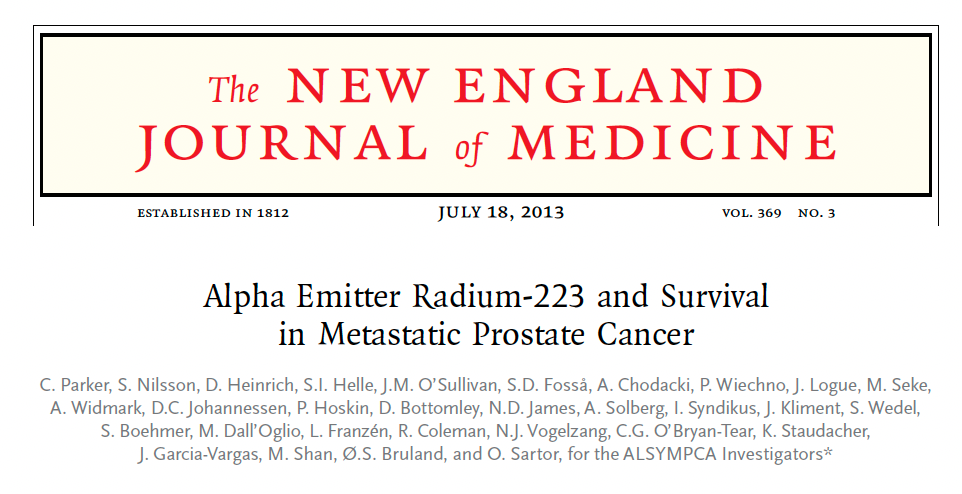 The NEW ENGLAND
JOURNAL of MEDICINE
ESTABLISHED IN 1812 JULY 18, 2013 VOL. 369 NO. 3
Alpha Emitter Radium-223 and Survival
in Metastatic Prostate Cancer
C. Parker, S. Nilsson, D. Heinrich, S.I. Helle, J.M. O’Sullivan, S.D. Fosså, A. Chodacki, P. Wiechno, J. Logue, M. Seke,
A. Widmark, D.C. Johannessen, P. Hoskin, D. Bottomley, N.D. James, A. Solberg, I. Syndikus, J. Kliment, S. Wedel,
S. Boehmer, M. Dall’Oglio, L. Franzén, R. Coleman, N.J. Vogelzang, C.G. O’Bryan-Tear, K. Staudacher,
J. Garcia-Vargas, M. Shan, Ø.S. Bruland, and O. Sartor, for the ALSYMPCA Investigators*